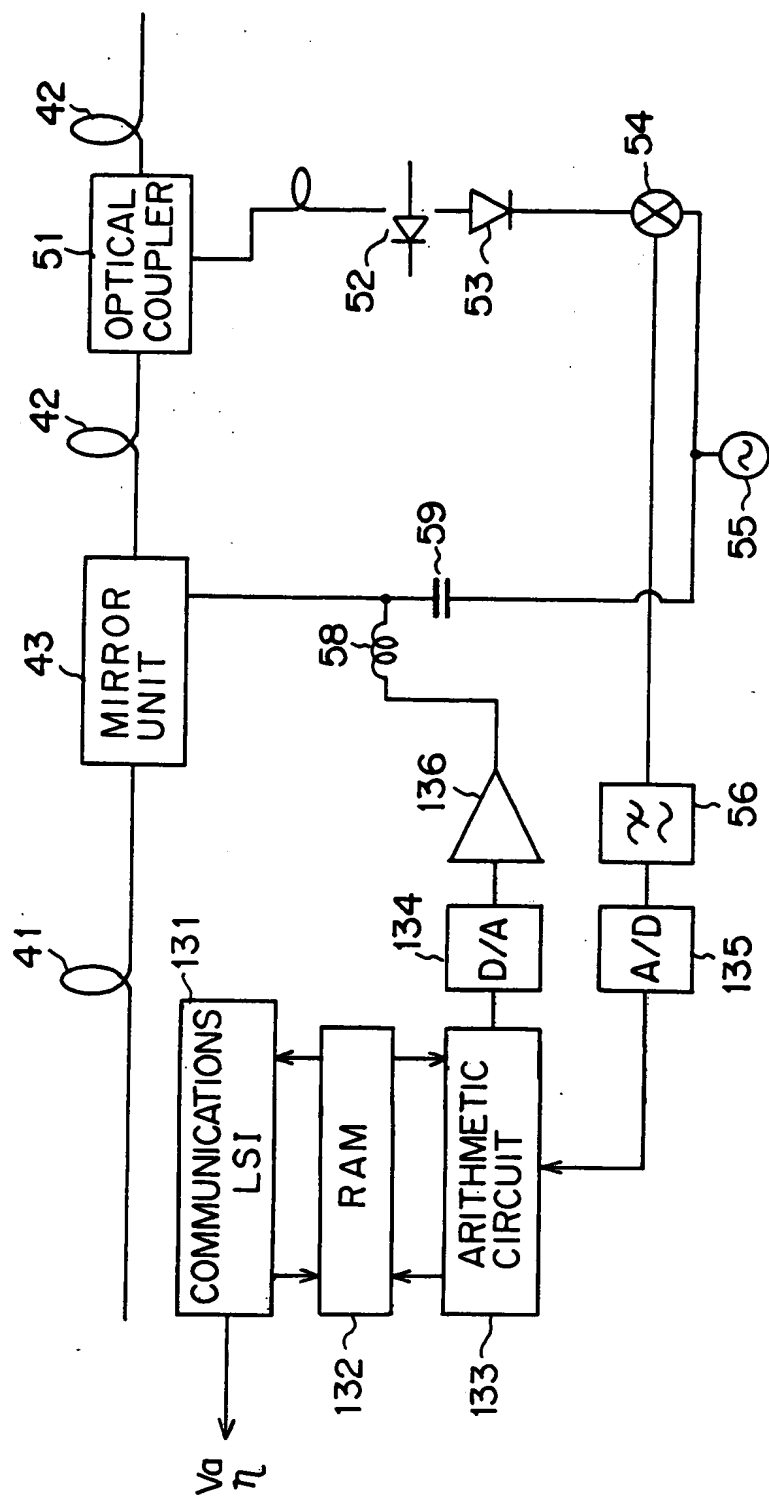 41
43
MIRROR
UNIT
42
51
OPTICAL
COUPLER
42
131
COMMUNICATIONS
LSI
Va
η
132
RAM
133
ARITHMETIC
CIRCUIT
134
D/A
136
58
59
52
53
54
135
A/D
56
55